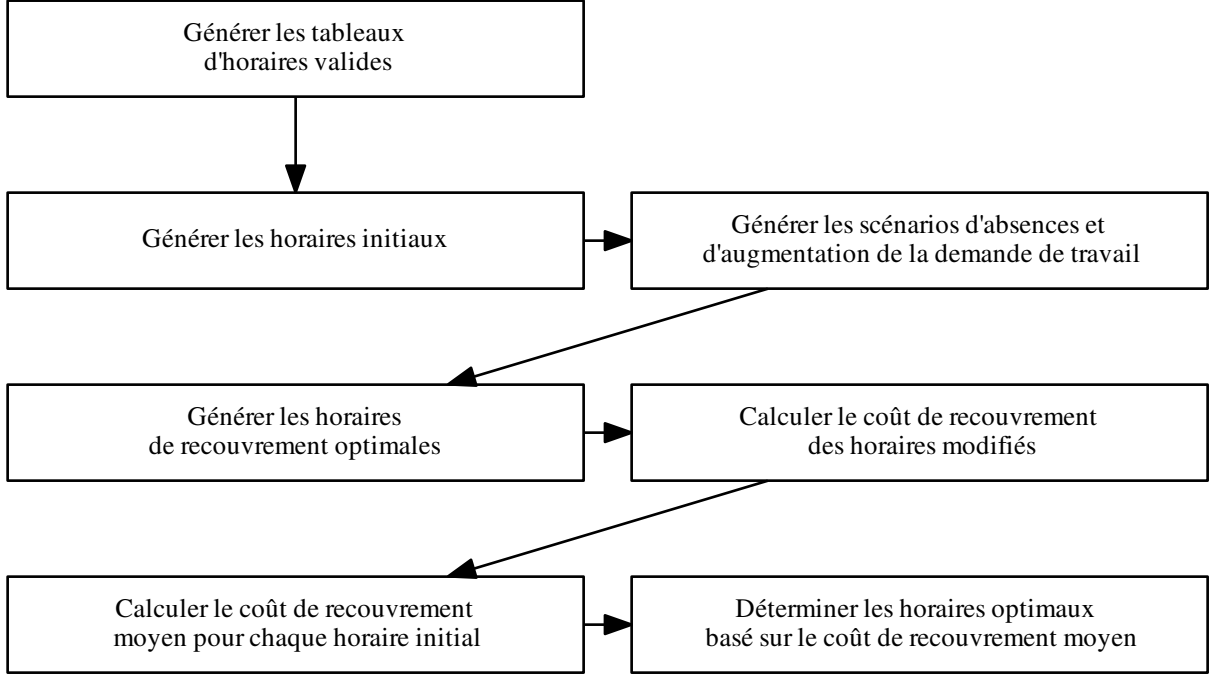 Générer les tableaux
d'horaires valides
Générer les horaires initiaux
Générer les scénarios d'absences et
d'augmentation de la demande de travail
Générer les horaires
de recouvrement optimales
Calculer le coût de recouvrement
des horaires modifiés
Calculer le coût de recouvrement
moyen pour chaque horaire initial
Déterminer les horaires optimaux
basé sur le coût de recouvrement moyen